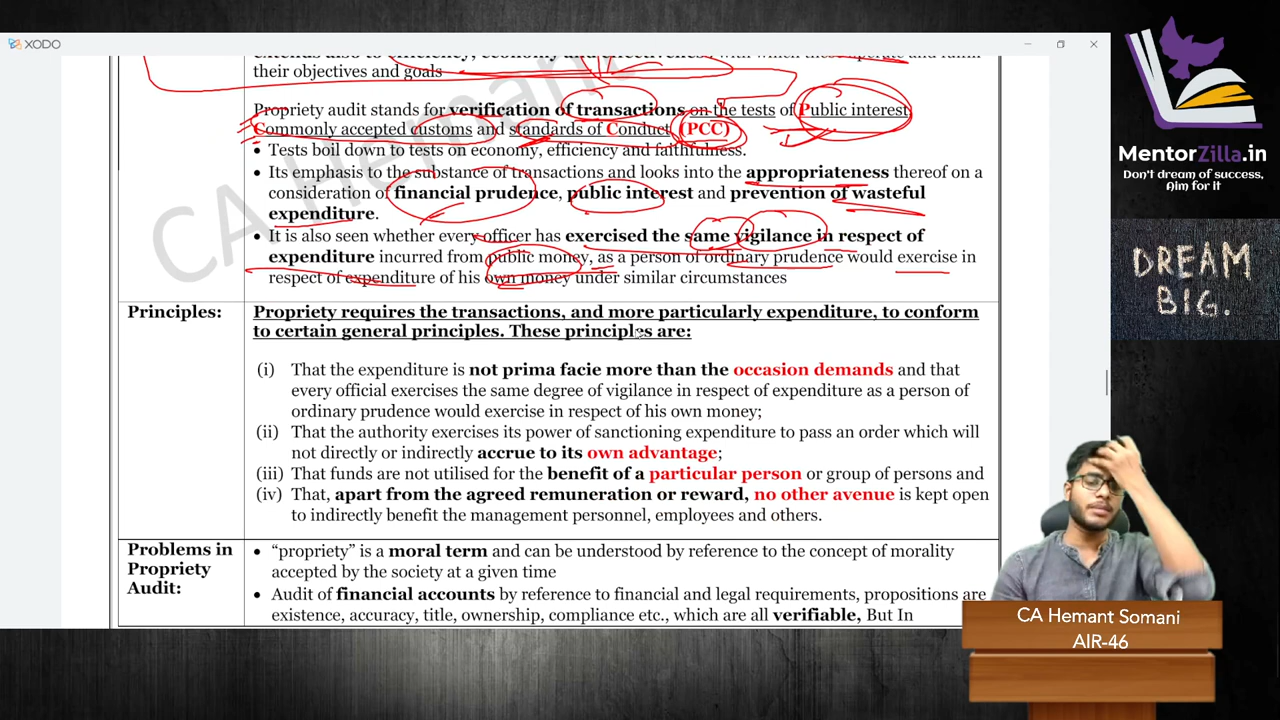 XODO
extends also to efficiency, economy and effectiveness, with which these operate and fulfil
their objectives and goals
Propriety audit stands for verification of transactions on the tests of Public interest
Commonly accepted customs and standards of Conduct (PCC)
• Tests boil down to tests on economy, efficiency and faithfulness.
• Its emphasis to the substance of transactions and looks into the appropriateness thereof on a
consideration of financial prudence, public interest and prevention of wasteful
expenditure.
• It is also seen whether every officer has exercised the same vigilance in respect of
expenditure incurred from public money, as a person of ordinary prudence would exercise in
respect of expenditure of his own money under similar circumstances
Principles:
Propriety requires the transactions, and more particularly expenditure, to conform
to certain general principles. These principles are:
(i) That the expenditure is not prima facie more than the occasion demands and that
every official exercises the same degree of vigilance in respect of expenditure as a person of
ordinary prudence would exercise in respect of his own money;
(ii) That the authority exercises its power of sanctioning expenditure to pass an order which will
not directly or indirectly accrue to its own advantage;
(iii) That funds are not utilised for the benefit of a particular person or group of persons and
(iv) That, apart from the agreed remuneration or reward, no other avenue is kept open
to indirectly benefit the management personnel, employees and others.
Problems in
Propriety
Audit:
• “propriety” is a moral term and can be understood by reference to the concept of morality
accepted by the society at a given time
• Audit of financial accounts by reference to financial and legal requirements, propositions are
existence, accuracy, title, ownership, compliance etc., which are all verifiable, But In
CA Heman
MentorZilla.in
Don't dream of success,
Aim for it
DREAM
BIG.
CA Hemant Somani
AIR-46